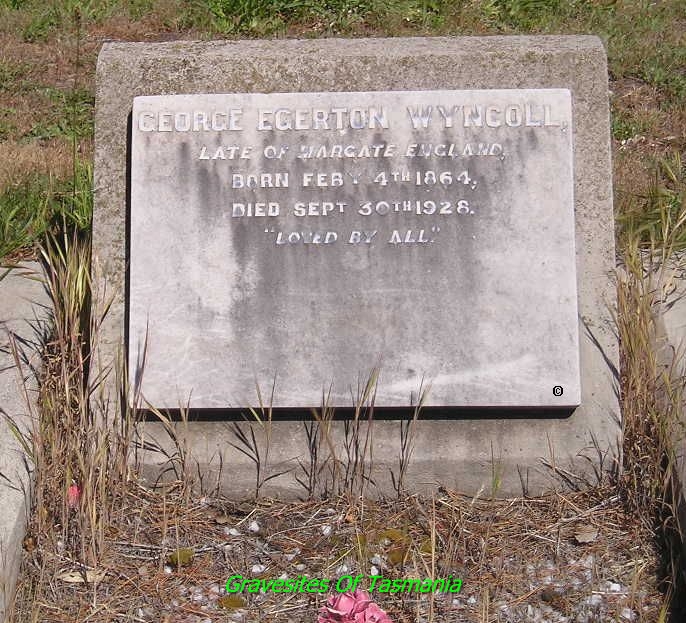 GEORGE EGERTON WYNCOLL,
LATE OF MARGATE ENGLAND,
BORN FEBY 4TH 1864,
DIED SEPT 30TH 1928.
"LOVED BY ALL."
©
Gravesites Of Tasmania